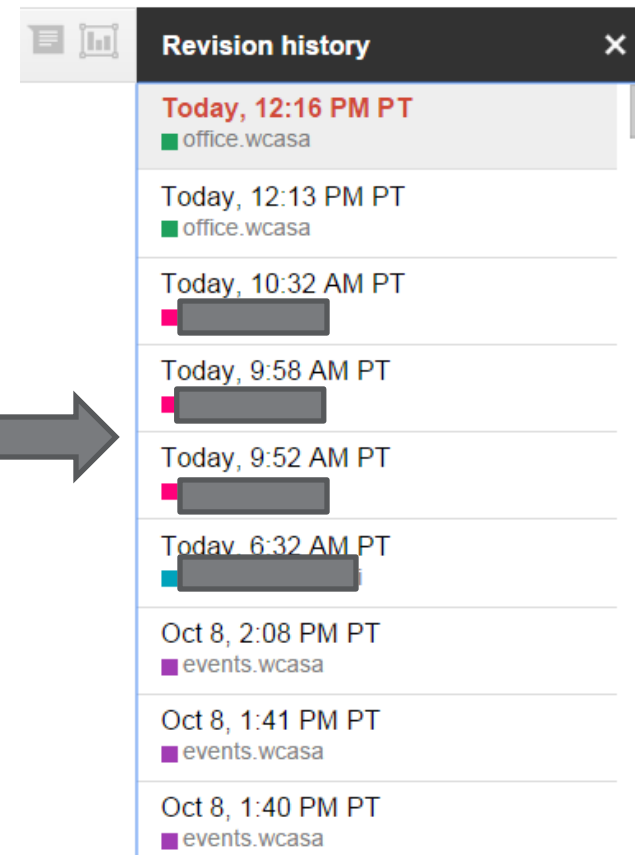 Revision history
Today, 12:16 PM PT
office.wcasa
Today, 12:13 PM PT
office.wcasa
Today, 10:32 AM PT
Today, 9:58 AM PT
Today, 9:52 AM PT
Today, 6:32 AM PT
Oct 8, 2:08 PM PT
events.wcasa
Oct 8, 1:41 PM PT
events.wcasa
Oct 8, 1:40 PM PT
events.wcasa